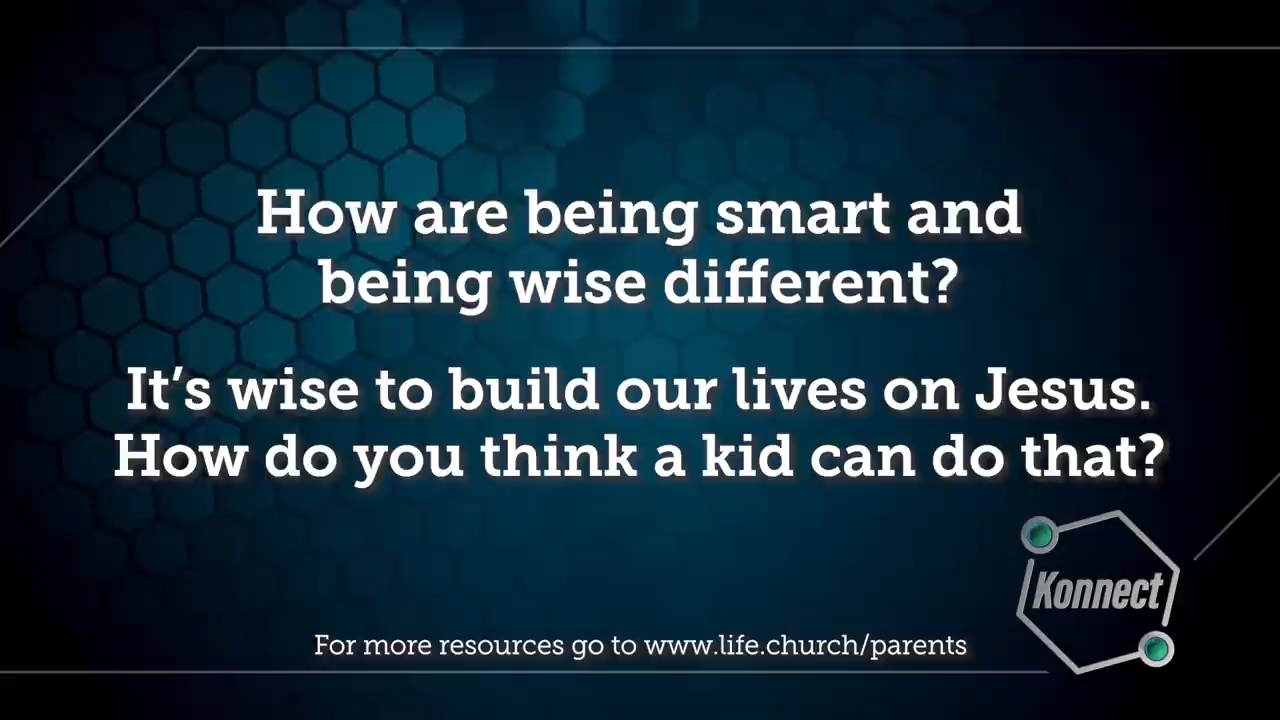 How are being smart and
being wise different?
It’s wise to build our lives on Jesus.
How do you think a kid can do that?
Konnect
For more resources go to www.life.church/parents